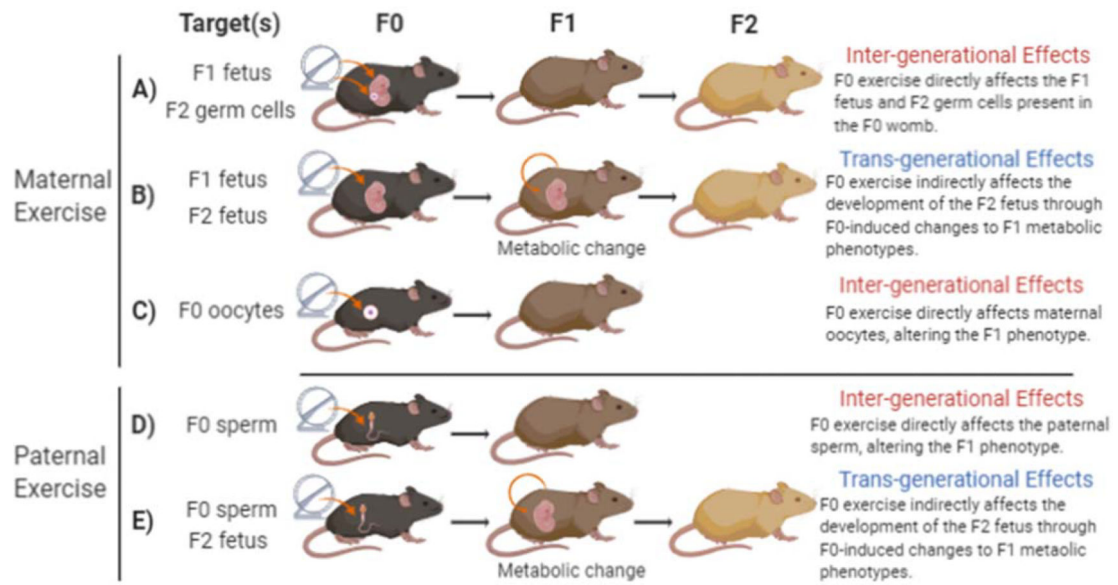 Target(s) F0 F1 F2
Maternal
Exercise
A)
F1 fetus
F2 germ cells
Inter-generational Effects
F0 exercise directly affects the F1
fetus and F2 germ cells present in
the F0 womb.
B)
F1 fetus
F2 fetus
Metabolic change
Trans-generational Effects
F0 exercise indirectly affects the
development of the F2 fetus through
F0-induced changes to F1 metabolic
phenotypes.
C)
F0 oocytes
Inter-generational Effects
F0 exercise directly affects maternal
oocytes, altering the F1 phenotype.
Paternal
Exercise
D)
F0 sperm
Inter-generational Effects
F0 exercise directly affects the paternal
sperm, altering the F1 phenotype.
E)
F0 sperm
F2 fetus
Metabolic change
Trans-generational Effects
F0 exercise indirectly affects the
development of the F2 fetus through
F0-induced changes to F1 metaolic
phenotypes.